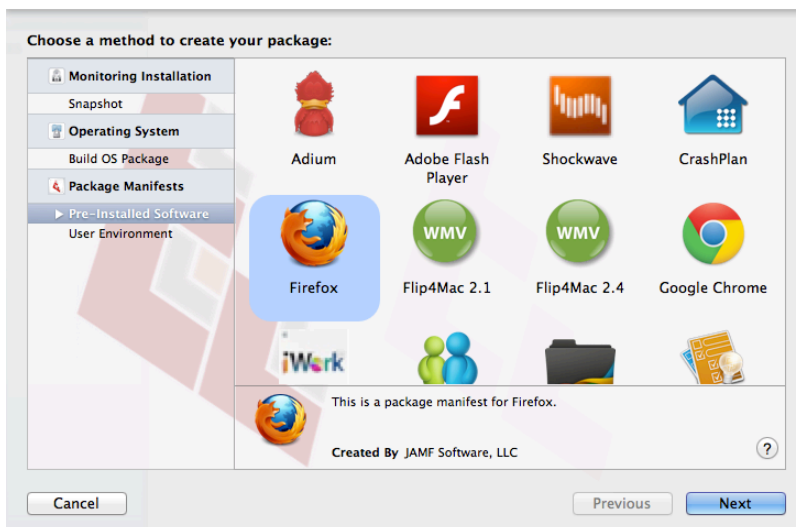 Choose a method to create your package:
Monitoring Installation
Snapshot
Operating System
Build OS Package
Package Manifests
Pre-Installed Software
User Environment
Adium
Adobe Flash
Player
Shockwave
CrashPlan
WMV
WMV
Firefox
Flip4Mac 2.1
Flip4Mac 2.4
Google Chrome
iWork
This is a package manifest for Firefox.
Created By JAMF Software, LLC
?
Cancel
Previous
Next